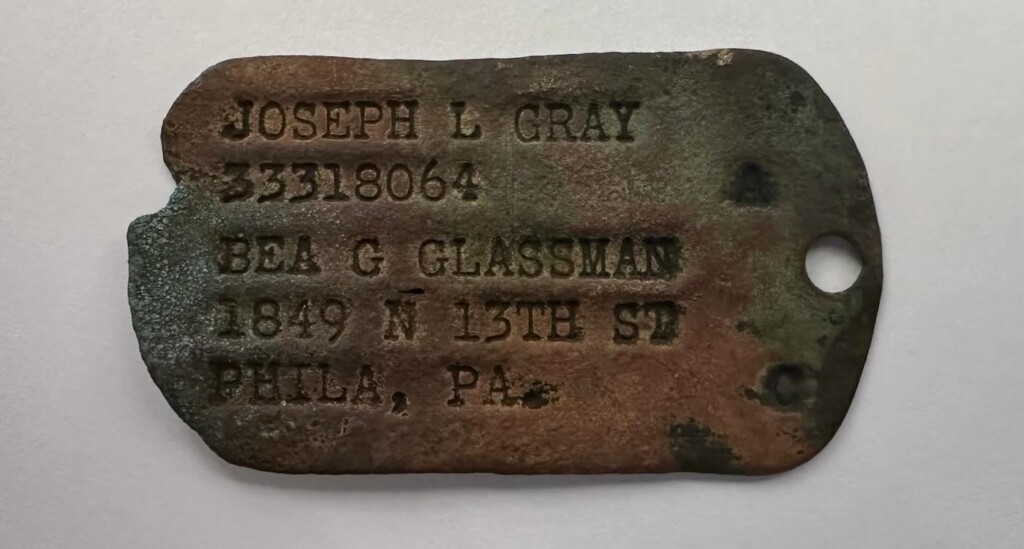 JOSEPH L GRAY
33318064 A
BEA G GLASSMAN
1849 N 13TH ST
PHILA, PA. C